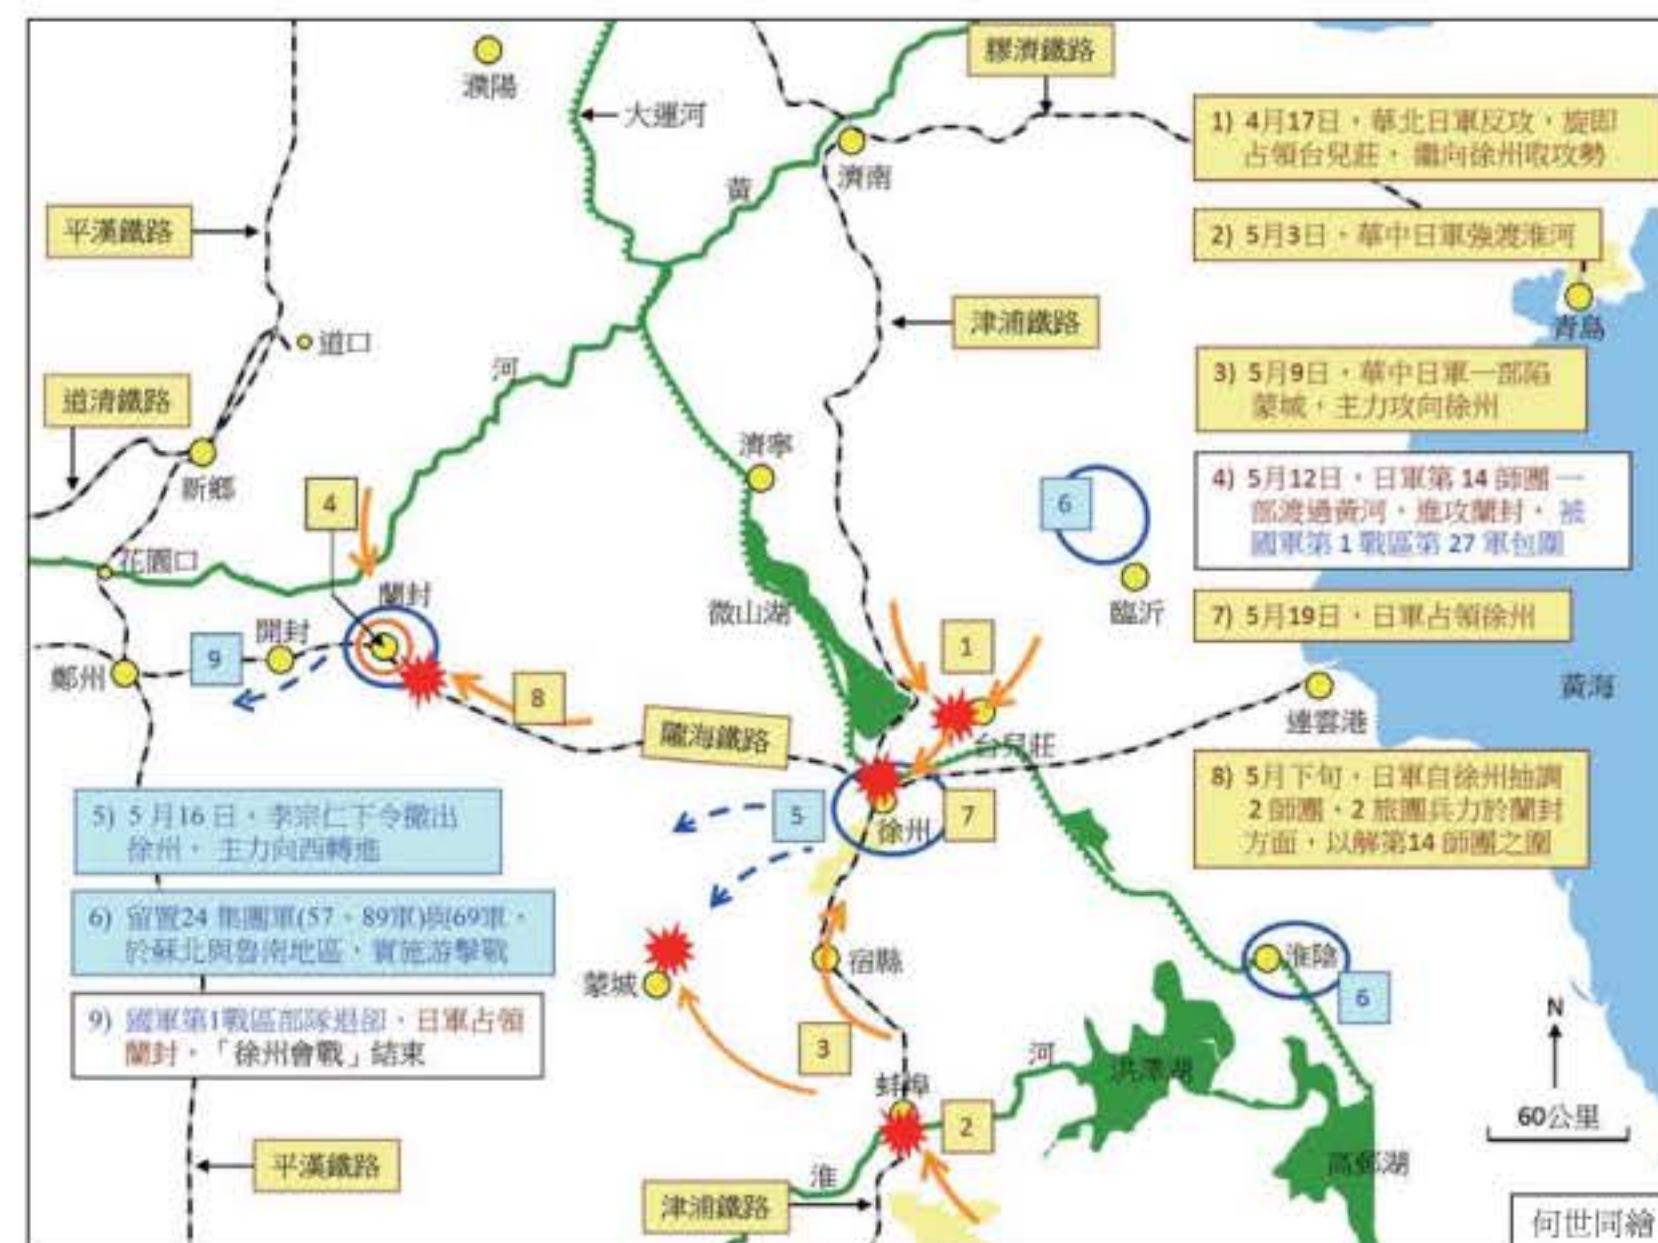 濮陽
大運河
膠濟鐵路
濟南
黃
平漢鐵路
道口
道清鐵路
新鄉
河
津浦鐵路
濟寧
1) 4月17日，華北日軍反攻，旋即
占領台兒莊， 繼向徐州取攻勢
2) 5月3日，華中日軍強渡淮河
青島
3) 5月9日，華中日軍一部陷
蒙城，主力攻向徐州
4) 5月12日，日軍第 14 師團一
部渡過黃河，進攻蘭封， 被
國軍第 1 戰區第 27 軍包圍
7) 5月19日，日軍占領徐州
4
6
花園口
蘭封
微山湖
臨沂
開封
9
鄭州
8
1
隴海鐵路
台兒莊
連雲港
黃海
5
徐州
7
8) 5月下旬，日軍自徐州抽調
2 師團、2 旅團兵力於蘭封
方面，以解第14 師團之圍
5) 5 月16 日，李宗仁下令撤出
徐州， 主力向西轉進
6) 留置24 集團軍(57、89軍)與69軍，
於蘇北與魯南地區，實施游擊戰
9) 國軍第1戰區部隊退卻，日軍占領
蘭封，「徐州會戰」結束
宿縣
蒙城
淮陰
6
3
蚌埠
2
河
洪澤湖
N
60公里
平漢鐵路
淮
津浦鐵路
高郵湖
何世同繪